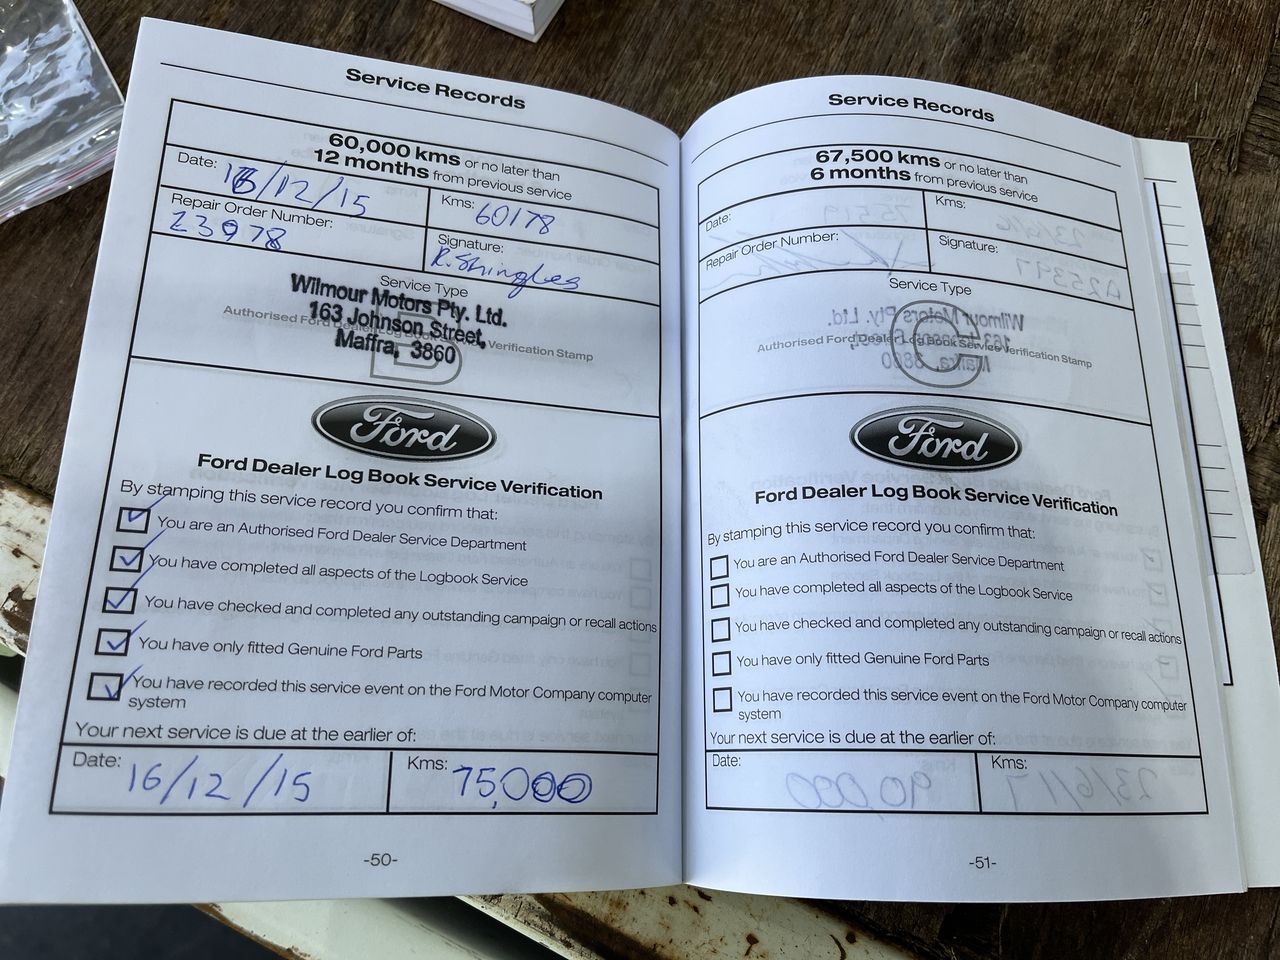 Service Records
60,000 kms or no later than
12 months from previous service
Date: 16/12/15
Kms: 60178
Repair Order Number: 23978
Signature: R.Shingles
Service Type
B
Authorised Ford Dealer Log Book Service Verification Stamp
Wilmour Motors Pty. Ltd.
163 Johnson Street,
Maffra, 3860
Ford
Ford Dealer Log Book Service Verification
By stamping this service record you confirm that:
You are an Authorised Ford Dealer Service Department
You have completed all aspects of the Logbook Service
You have checked and completed any outstanding campaign or recall actions
You have only fitted Genuine Ford Parts
You have recorded this service event on the Ford Motor Company computer
system
Your next service is due at the earlier of:
Date: 16/12/15
Kms: 75,000
-50-
Service Records
67,500 kms or no later than
6 months from previous service
Date:
Kms:
Repair Order Number:
Signature:
Service Type
C
Authorised Ford Dealer Log Book Service Verification Stamp
Ford
Ford Dealer Log Book Service Verification
By stamping this service record you confirm that:
You are an Authorised Ford Dealer Service Department
You have completed all aspects of the Logbook Service
You have checked and completed any outstanding campaign or recall actions
You have only fitted Genuine Ford Parts
You have recorded this service event on the Ford Motor Company computer
system
Your next service is due at the earlier of:
Date:
Kms:
-51-